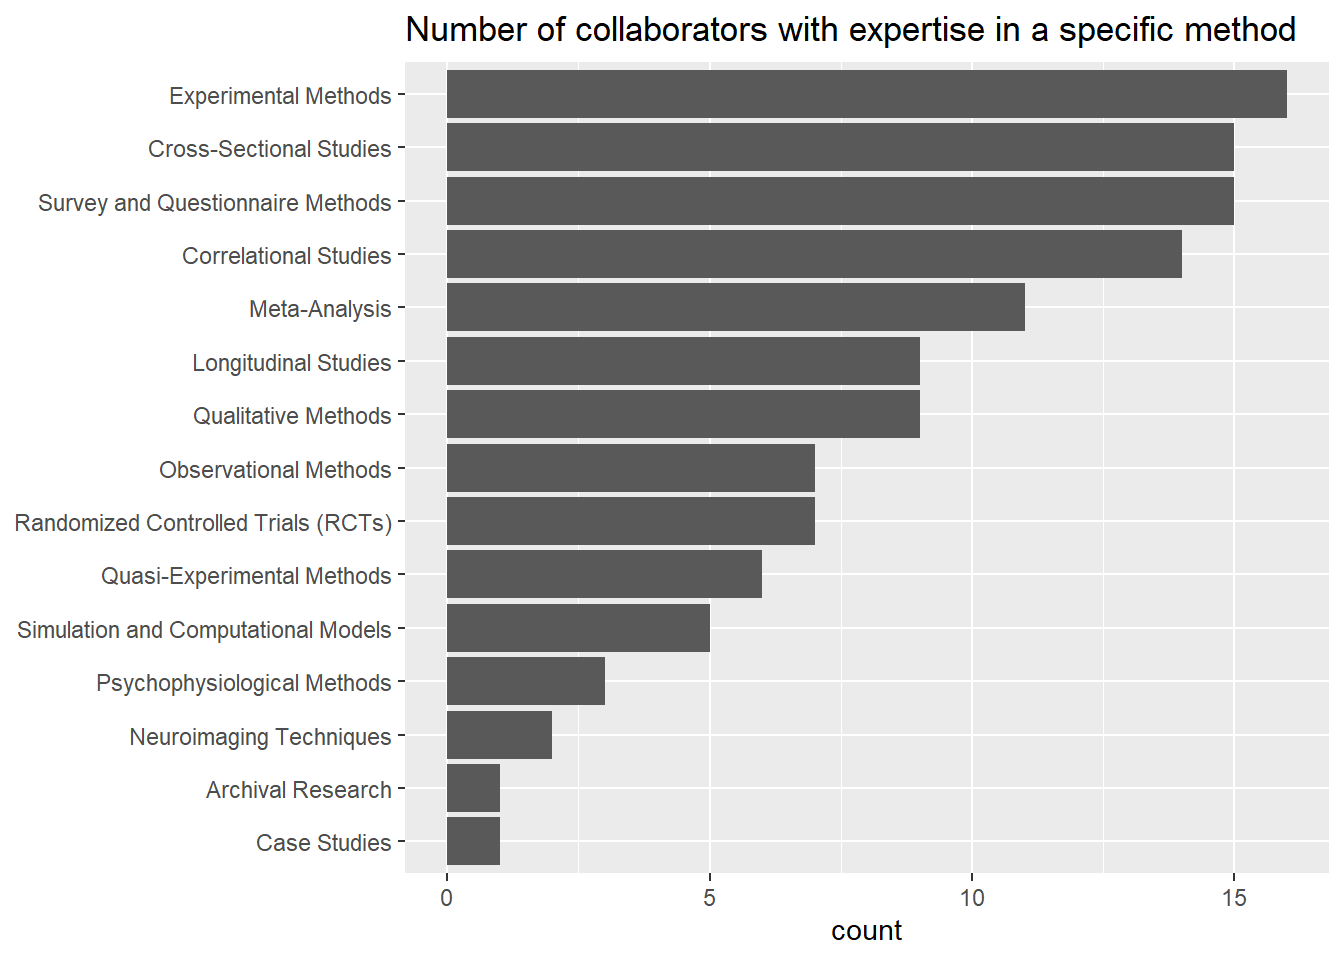 Number of collaborators with expertise in a specific method
Experimental Methods
Cross-Sectional Studies
Survey and Questionnaire Methods
Correlational Studies
Meta-Analysis
Longitudinal Studies
Qualitative Methods
Observational Methods
Randomized Controlled Trials (RCTs)
Quasi-Experimental Methods
Simulation and Computational Models
Psychophysiological Methods
Neuroimaging Techniques
Archival Research
Case Studies
0 5 10 15
count